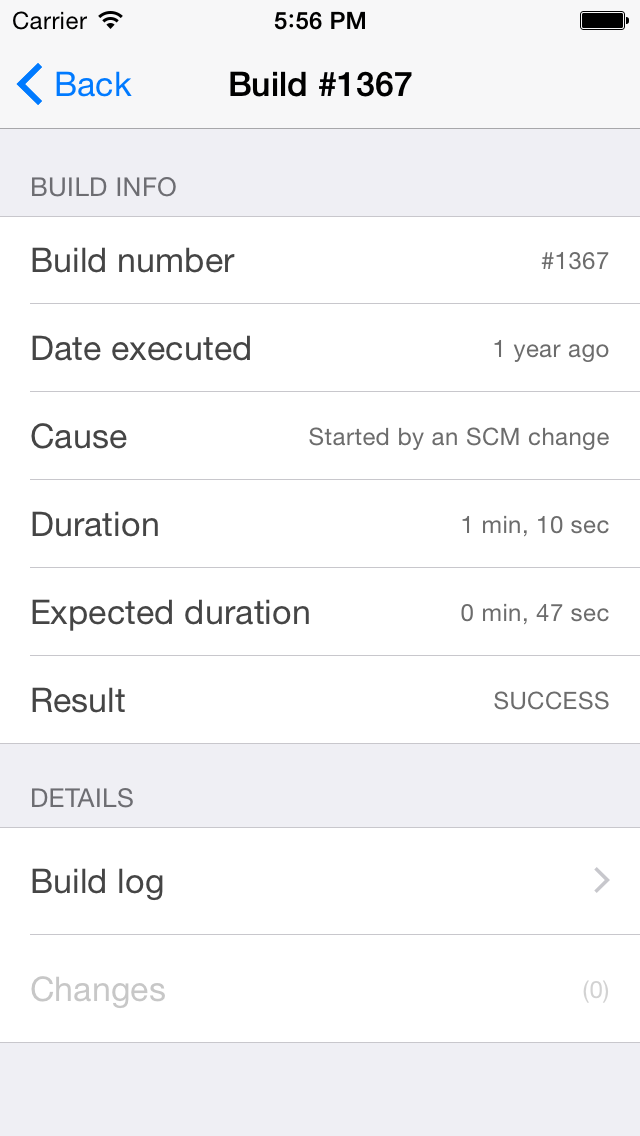 Carrier 5:56 PM
Back Build #1367
BUILD INFO
Build number #1367
Date executed 1 year ago
Cause Started by an SCM change
Duration 1 min, 10 sec
Expected duration 0 min, 47 sec
Result SUCCESS
DETAILS
Build log
Changes (0)